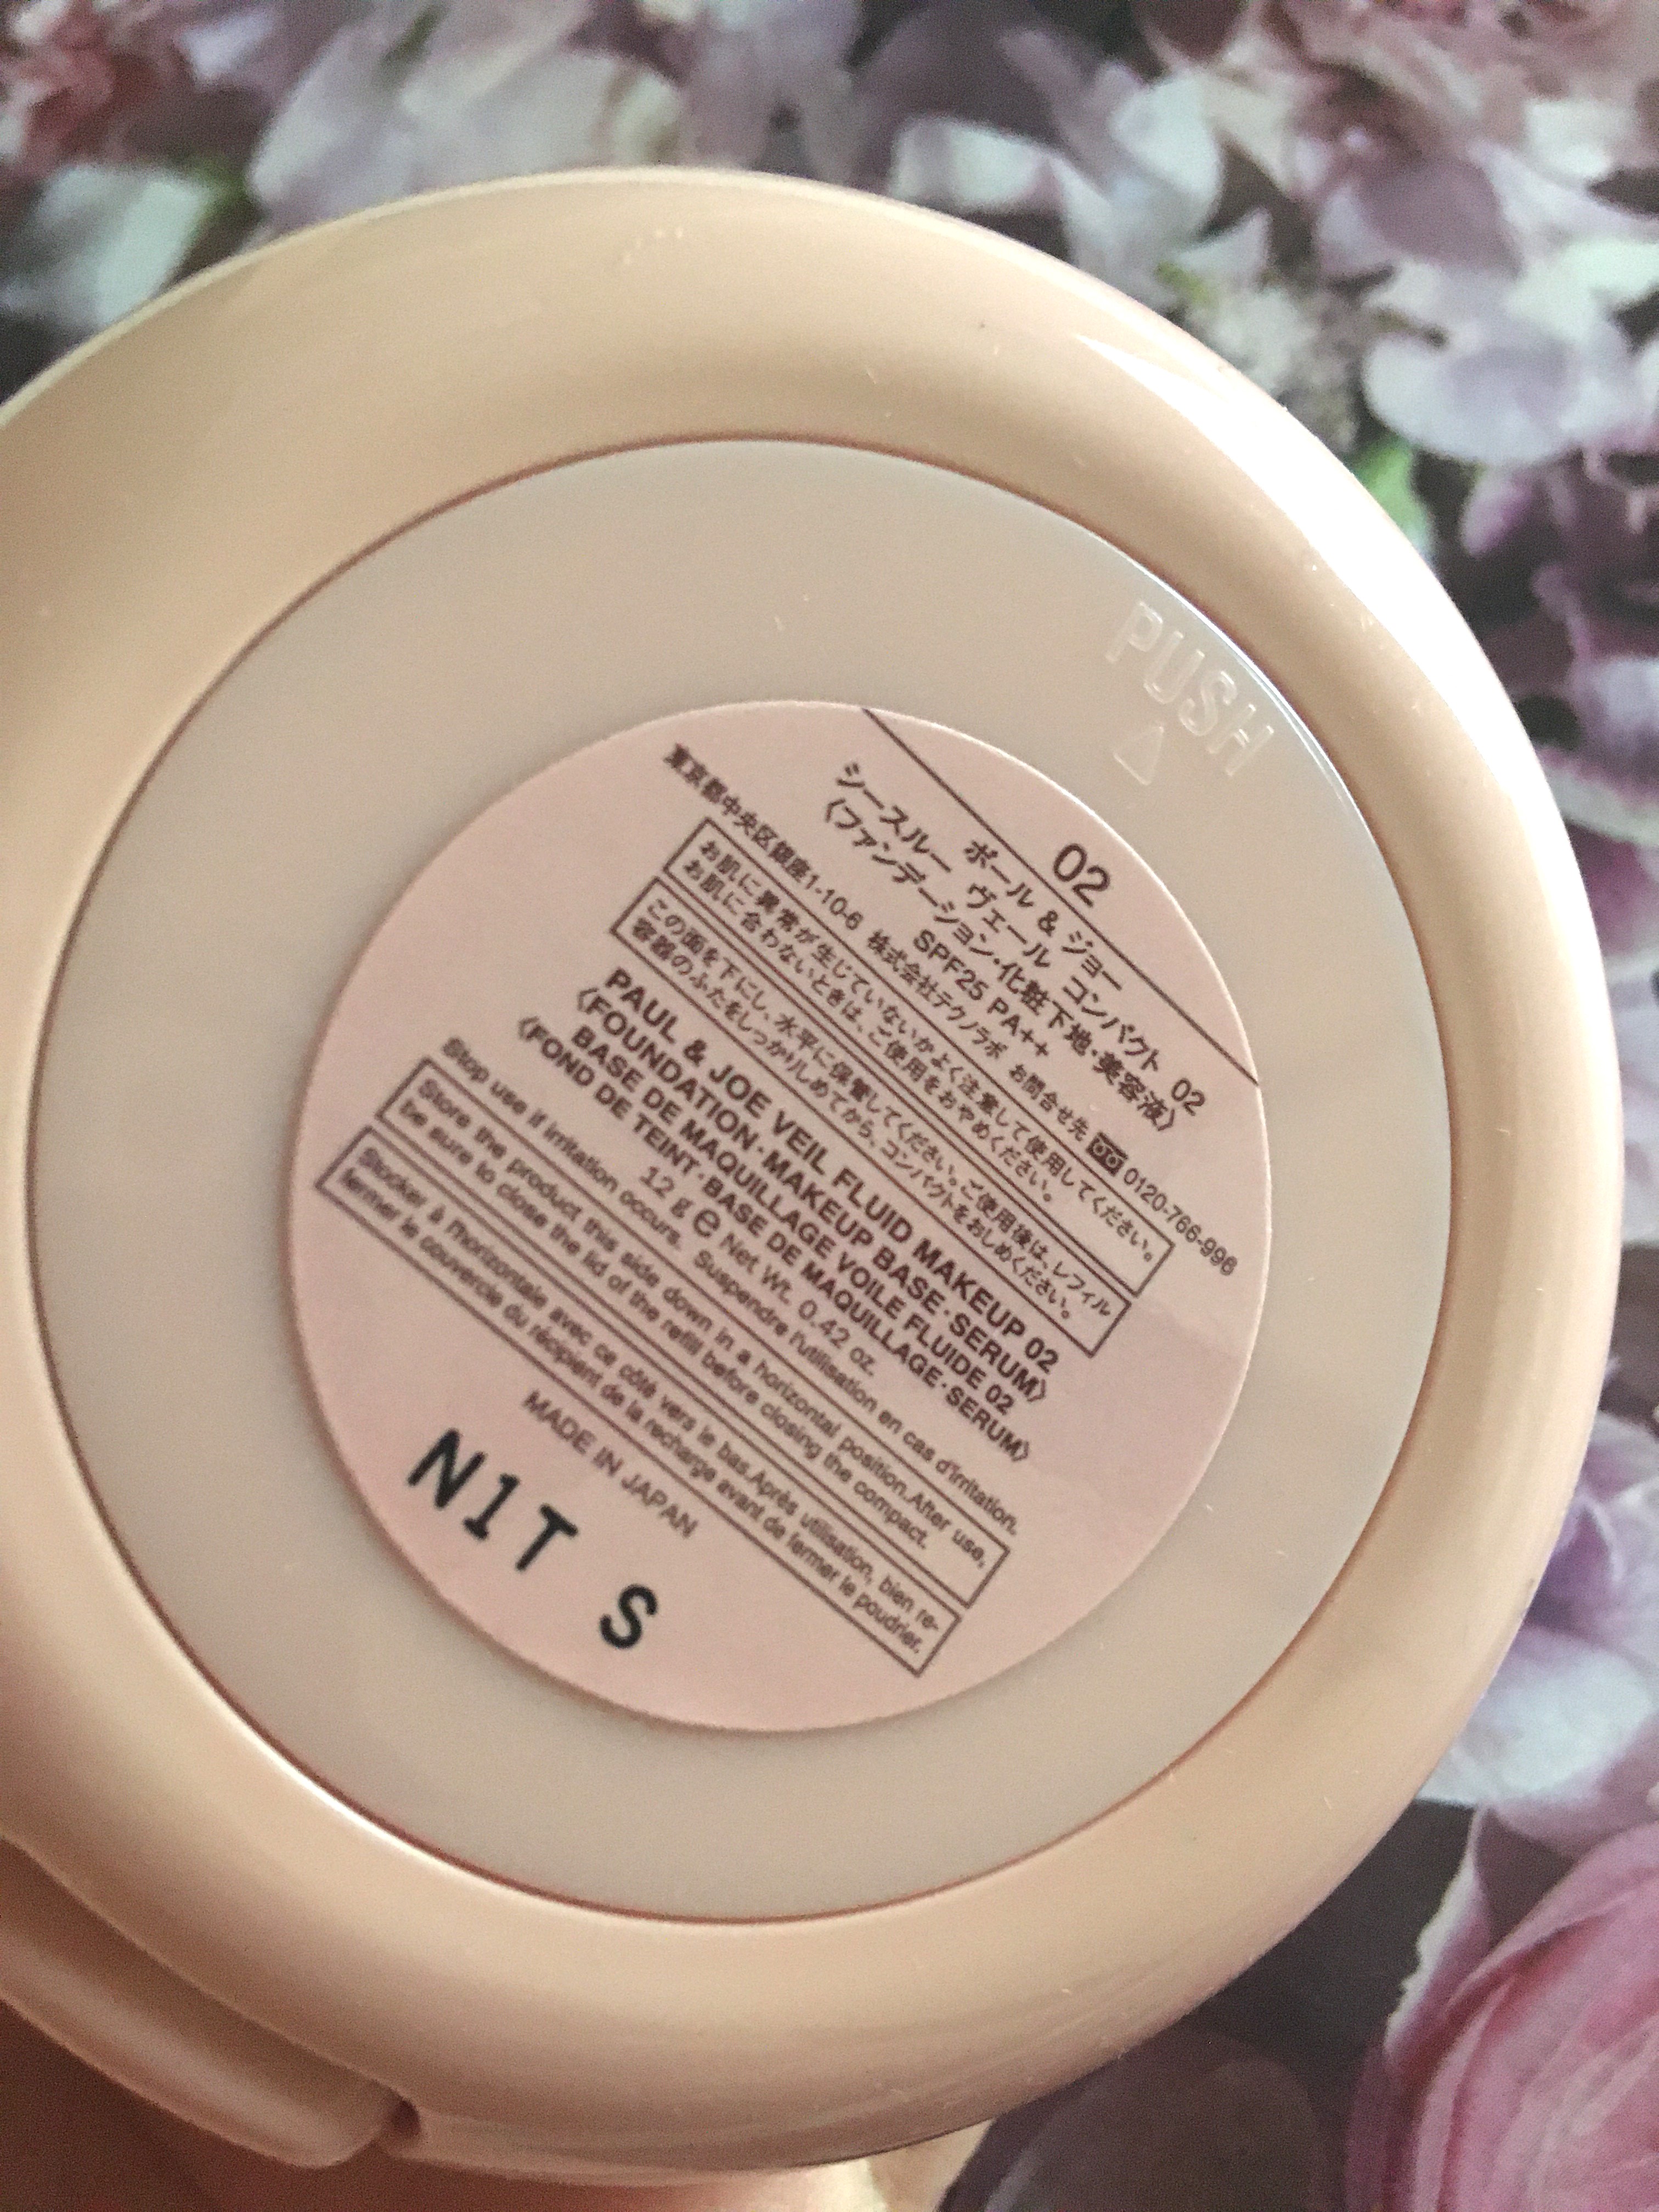 PUSH
02
ポール & ジョー
シースルー ヴェール コンパクト 02
〈ファンデーション・化粧下地・美容液〉
SPF25 PA++
東京都中央区銀座1-10-6 株式会社テクノラボ お問合せ先 0120-766-996
お肌に異常が生じていないかよく注意して使用してください。
お肌に合わないときは、ご使用をおやめください。
この面を下にし、水平に保管してください。ご使用後は、レフィル
容器のふたをしっかりしめてから、コンパクトをおしめください。
PAUL & JOE VEIL FLUID MAKEUP 02
〈FOUNDATION·MAKEUP BASE·SERUM〉
BASE DE MAQUILLAGE VOILE FLUIDE 02
〈FOND DE TEINT·BASE DE MAQUILLAGE·SERUM〉
12 g ℮ Net Wt. 0.42 oz.
Stop use if irritation occurs. Suspendre l'utilisation en cas d'irritation.
Store the product this side down in a horizontal position.After use,
be sure to close the lid of the refill before closing the compact.
Stocker à l'horizontale avec ce côté vers le bas.Après utilisation, bien re-
fermer le couvercle du récipient de la recharge avant de fermer le poudrier.
MADE IN JAPAN
N1T S